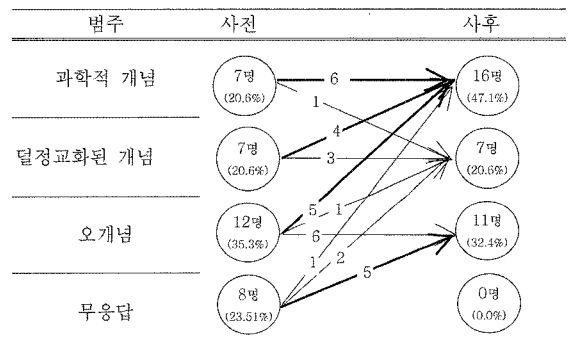 범주 사전 사후
과학적 개념 7명 6 16명
(20.6%) 1 (47.1%)
4
덜정교화된 개념 7명 3 7명
(20.6%) (20.6%)
5 1
오개념 12명 6 11명
(35.3%) (32.4%)
1 2
5
무응답 8명 0명
(23.51%) (0.0%)